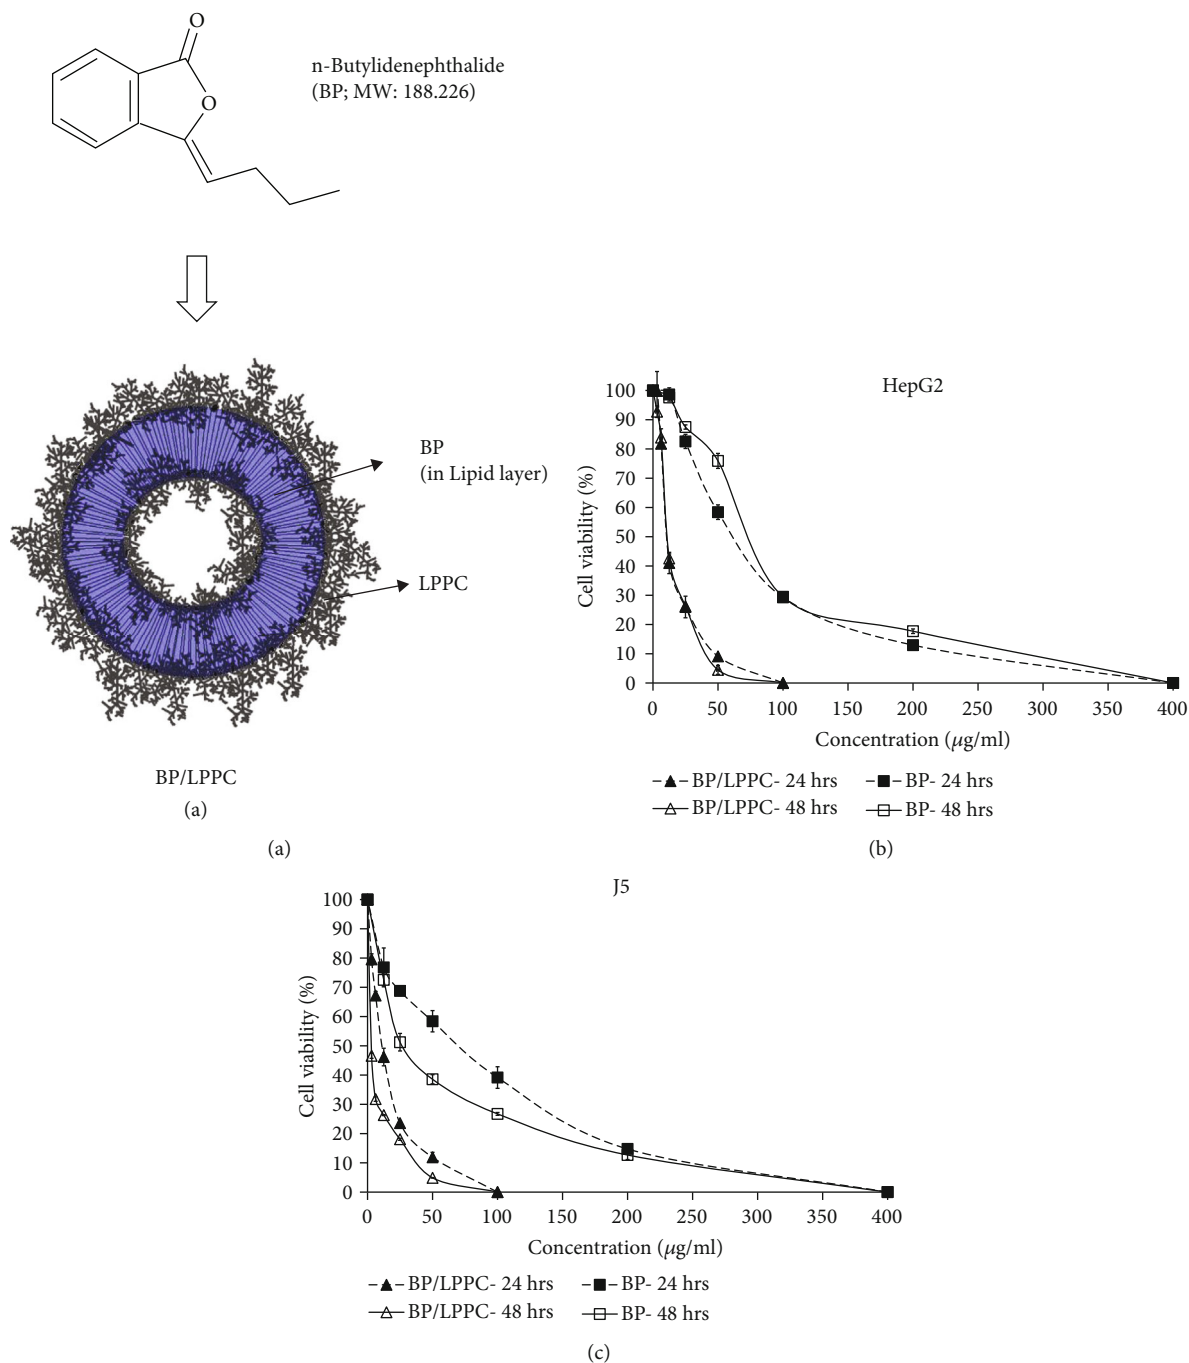 O
O
n-Butylidenephthalide
(BP; MW: 188.226)
BP
(in Lipid layer)
LPPC
BP/LPPC
(a)
(a)
HepG2
100
90
80
70
60
50
40
30
20
10
0
Cell viability (%)
0 50 100 150 200 250 300 350 400
Concentration (μg/ml)
BP/LPPC- 24 hrs BP- 24 hrs
BP/LPPC- 48 hrs BP- 48 hrs
(b)
J5
100
90
80
70
60
50
40
30
20
10
0
Cell viability (%)
0 50 100 150 200 250 300 350 400
Concentration (μg/ml)
BP/LPPC- 24 hrs BP- 24 hrs
BP/LPPC- 48 hrs BP- 48 hrs
(c)